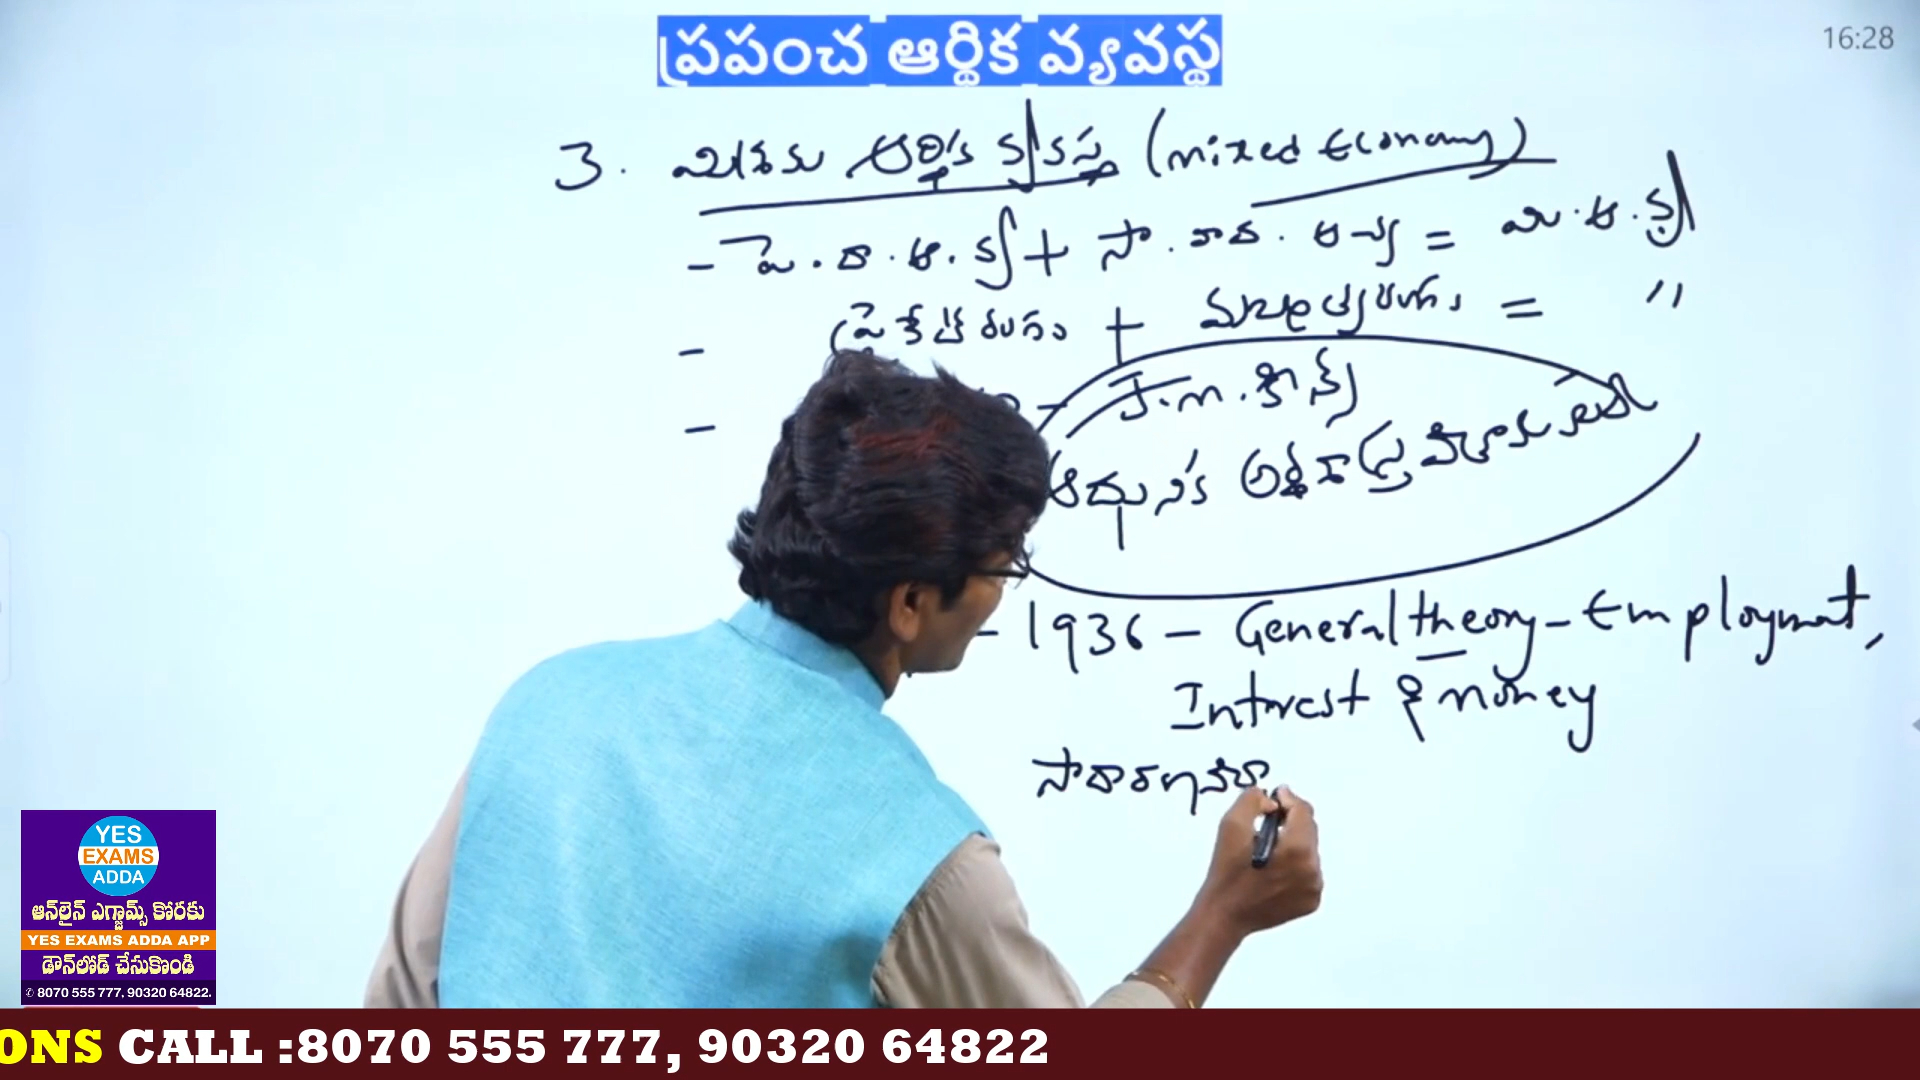 ప్రపంచ ఆర్థిక వ్యవస్థ
16:28
3. మిశ్రమ ఆర్థిక వ్యవస్థ (mixed Economy)
- పె.దా.ఆ.వ్య + సా.వాద.ఆ వ్య = మి.ఆ.వ్య
- ప్రైవేటీకరణం + = "
- - J.m.కీన్స్
ఆధునిక అర్థశాస్త్ర పితామహుడు
- 1936 - General theory - Employment,
Interest & money
YES
EXAMS
ADDA
ఆన్‌లైన్ ఎగ్జామ్స్ కోరకు
YES EXAMS ADDA APP
డౌన్‌లోడ్ చేసుకొండి
✆ 8070 555 777, 90320 64822.
ONS CALL :8070 555 777, 90320 64822